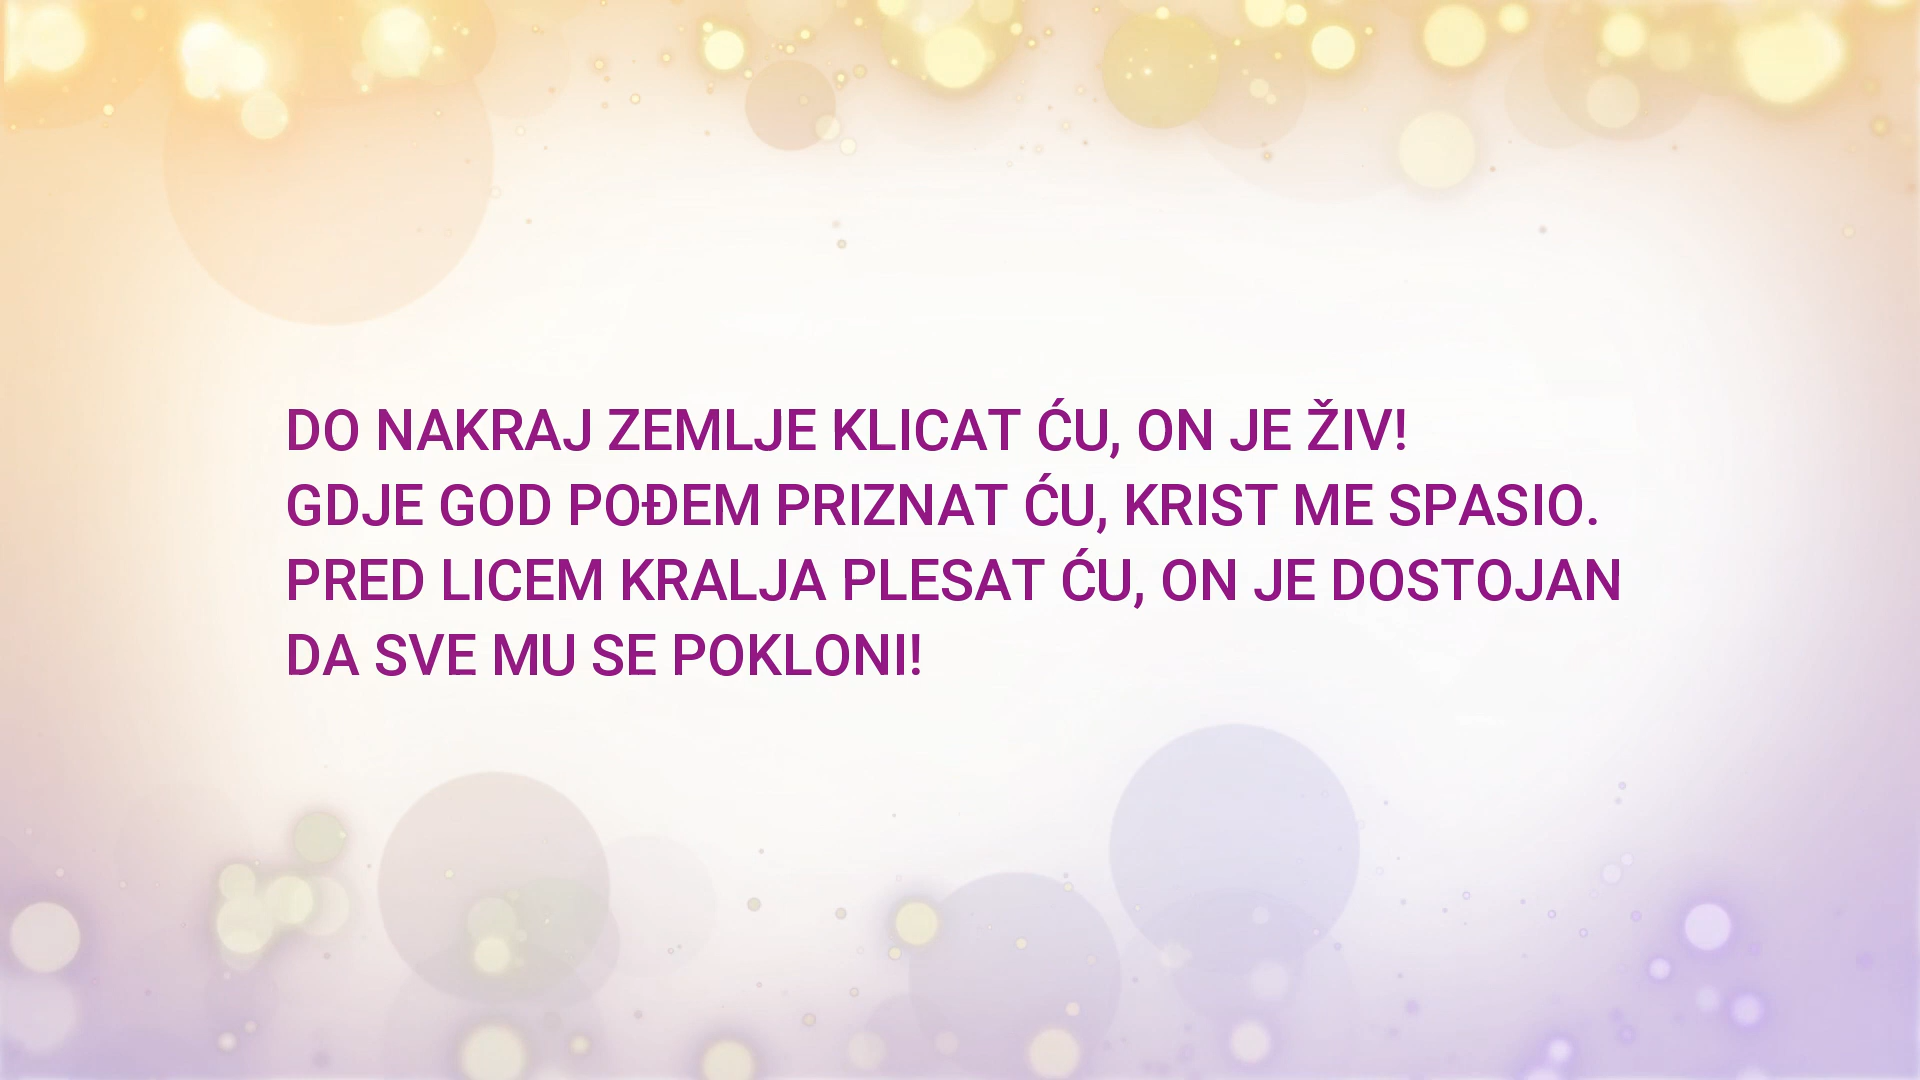 DO NAKRAJ ZEMLJE KLICAT ĆU, ON JE ŽIV!
GDJE GOD POĐEM PRIZNAT ĆU, KRIST ME SPASIO.
PRED LICEM KRALJA PLESAT ĆU, ON JE DOSTOJAN
DA SVE MU SE POKLONI!